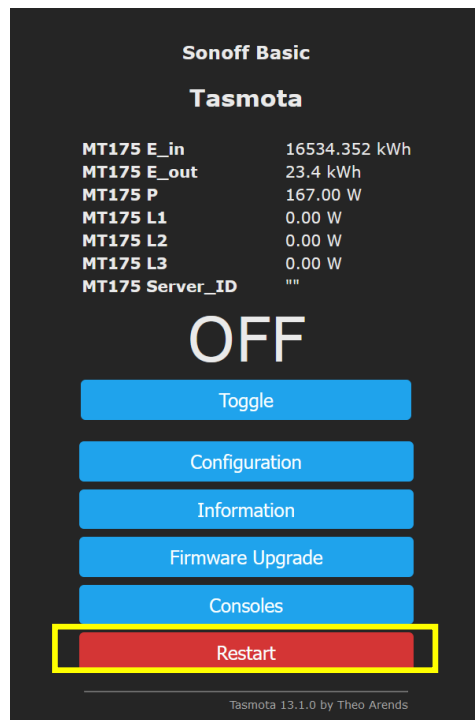 Sonoff Basic
Tasmota
MT175 E_in 16534.352 kWh
MT175 E_out 23.4 kWh
MT175 P 167.00 W
MT175 L1 0.00 W
MT175 L2 0.00 W
MT175 L3 0.00 W
MT175 Server_ID ""
OFF
Toggle
Configuration
Information
Firmware Upgrade
Consoles
Restart
Tasmota 13.1.0 by Theo Arends